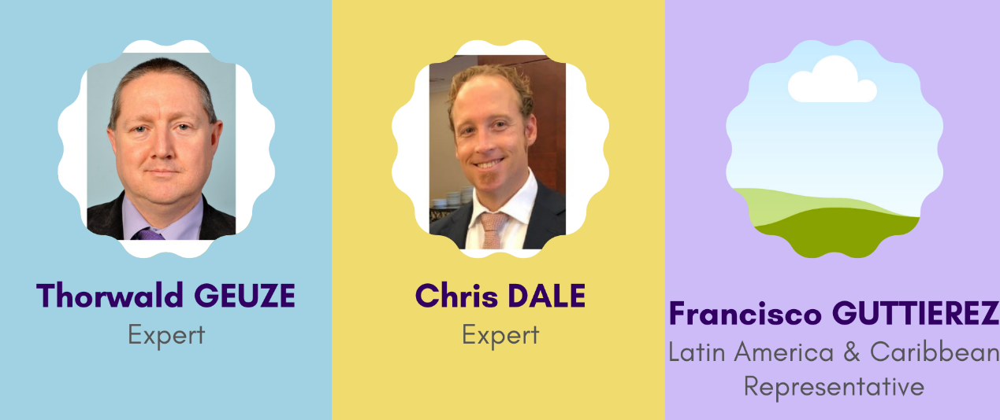 Thorwald GEUZE
Expert
Chris DALE
Expert
Francisco GUTTIEREZ
Latin America & Caribbean
Representative